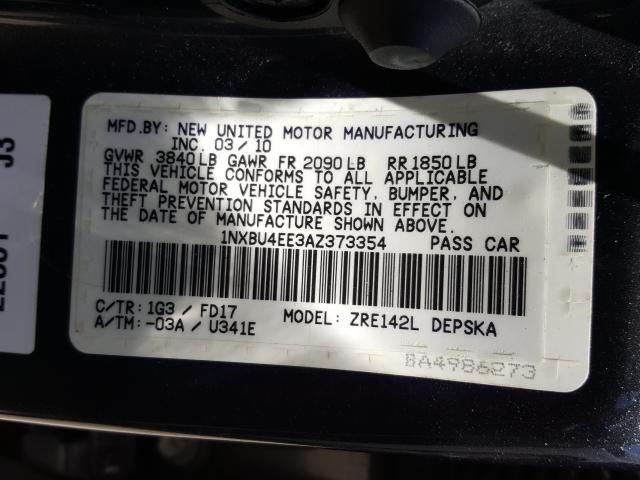 MFD.BY: NEW UNITED MOTOR MANUFACTURING
INC. 03/10
GVWR 3840LB GAWR FR 2090LB RR1850LB
THIS VEHICLE CONFORMS TO ALL APPLICABLE
FEDERAL MOTOR VEHICLE SAFETY, BUMPER, AND
THEFT PREVENTION STANDARDS IN EFFECT ON
THE DATE OF MANUFACTURE SHOWN ABOVE.
1NXBU4EE3AZ373354 PASS CAR
C/TR: 1G3 / FD17
A/TM: -03A / U341E MODEL: ZRE142L DEPSKA
BA4986273